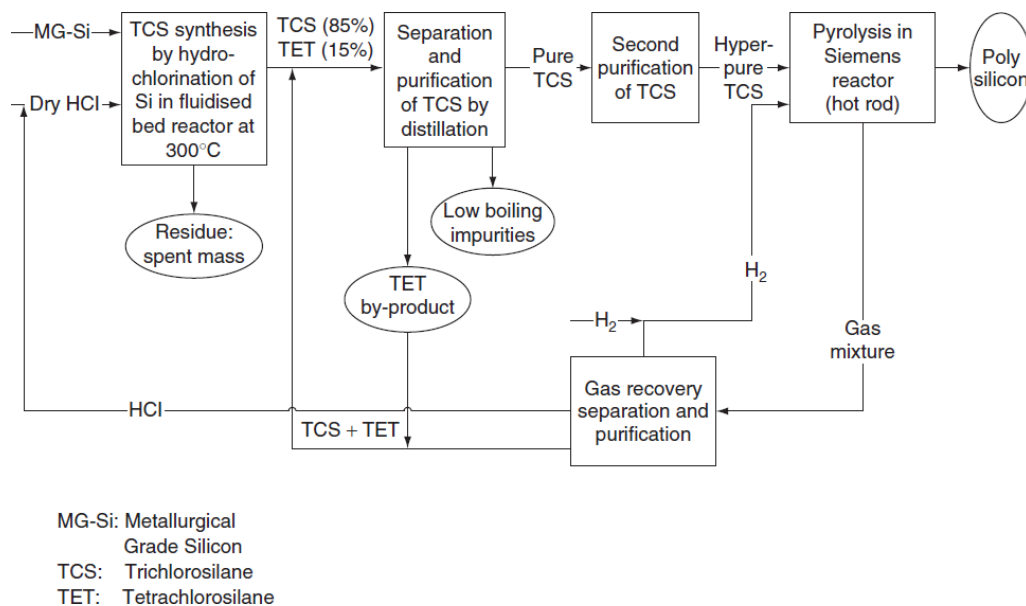 MG-Si
Dry HCl
TCS synthesis
by hydro-
chlorination of
Si in fluidised
bed reactor at
300°C
TCS (85%)
TET (15%)
Separation
and
purification
of TCS by
distillation
Pure
TCS
Second
purification
of TCS
Hyper-
pure
TCS
Pyrolysis in
Siemens
reactor
(hot rod)
Poly
silicon
Residue:
spent mass
Low boiling
impurities
TET
by-product
H₂
H₂
Gas
mixture
Gas recovery
separation and
purification
HCl
TCS + TET
MG-Si: Metallurgical
Grade Silicon
TCS: Trichlorosilane
TET: Tetrachlorosilane